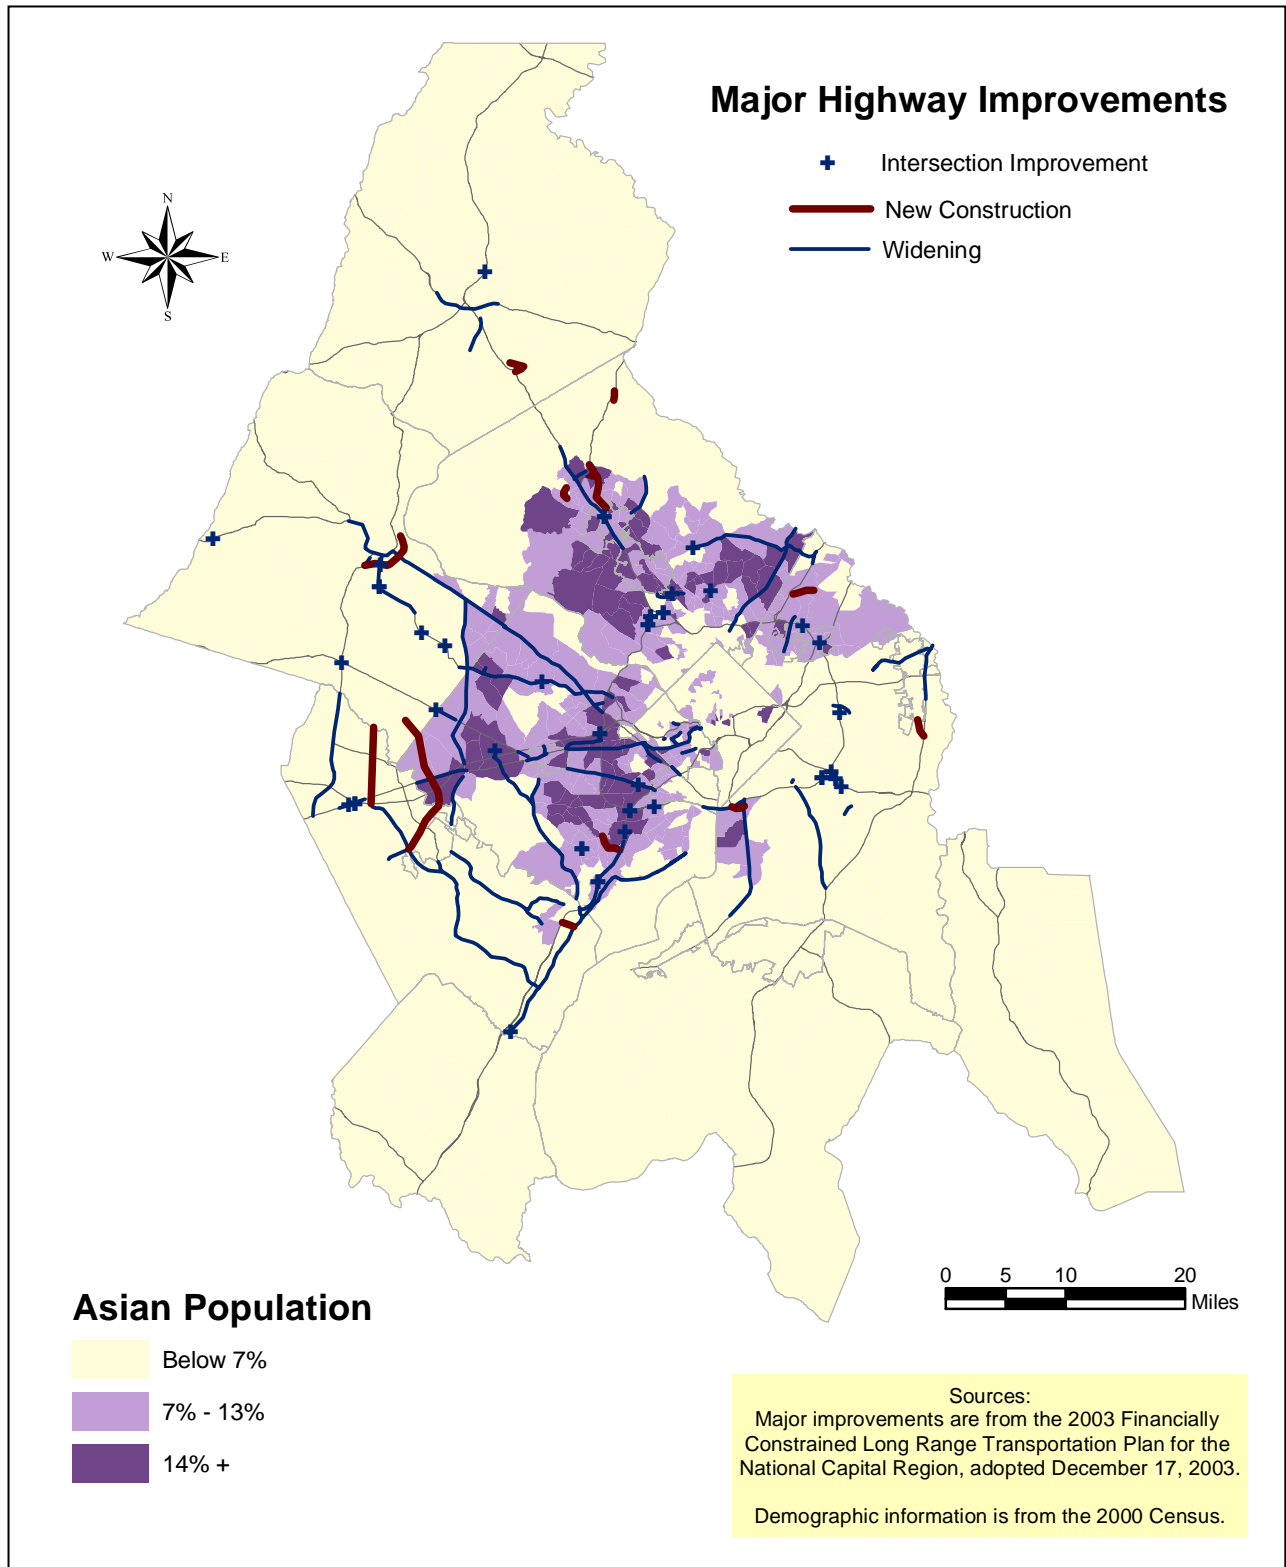 Major Highway Improvements
Intersection Improvement
New Construction
Widening
N
W E
S
0 5 10 20
Miles
Asian Population
Below 7%
7% - 13%
14% +
Sources:
Major improvements are from the 2003 Financially
Constrained Long Range Transportation Plan for the
National Capital Region, adopted December 17, 2003.
Demographic information is from the 2000 Census.